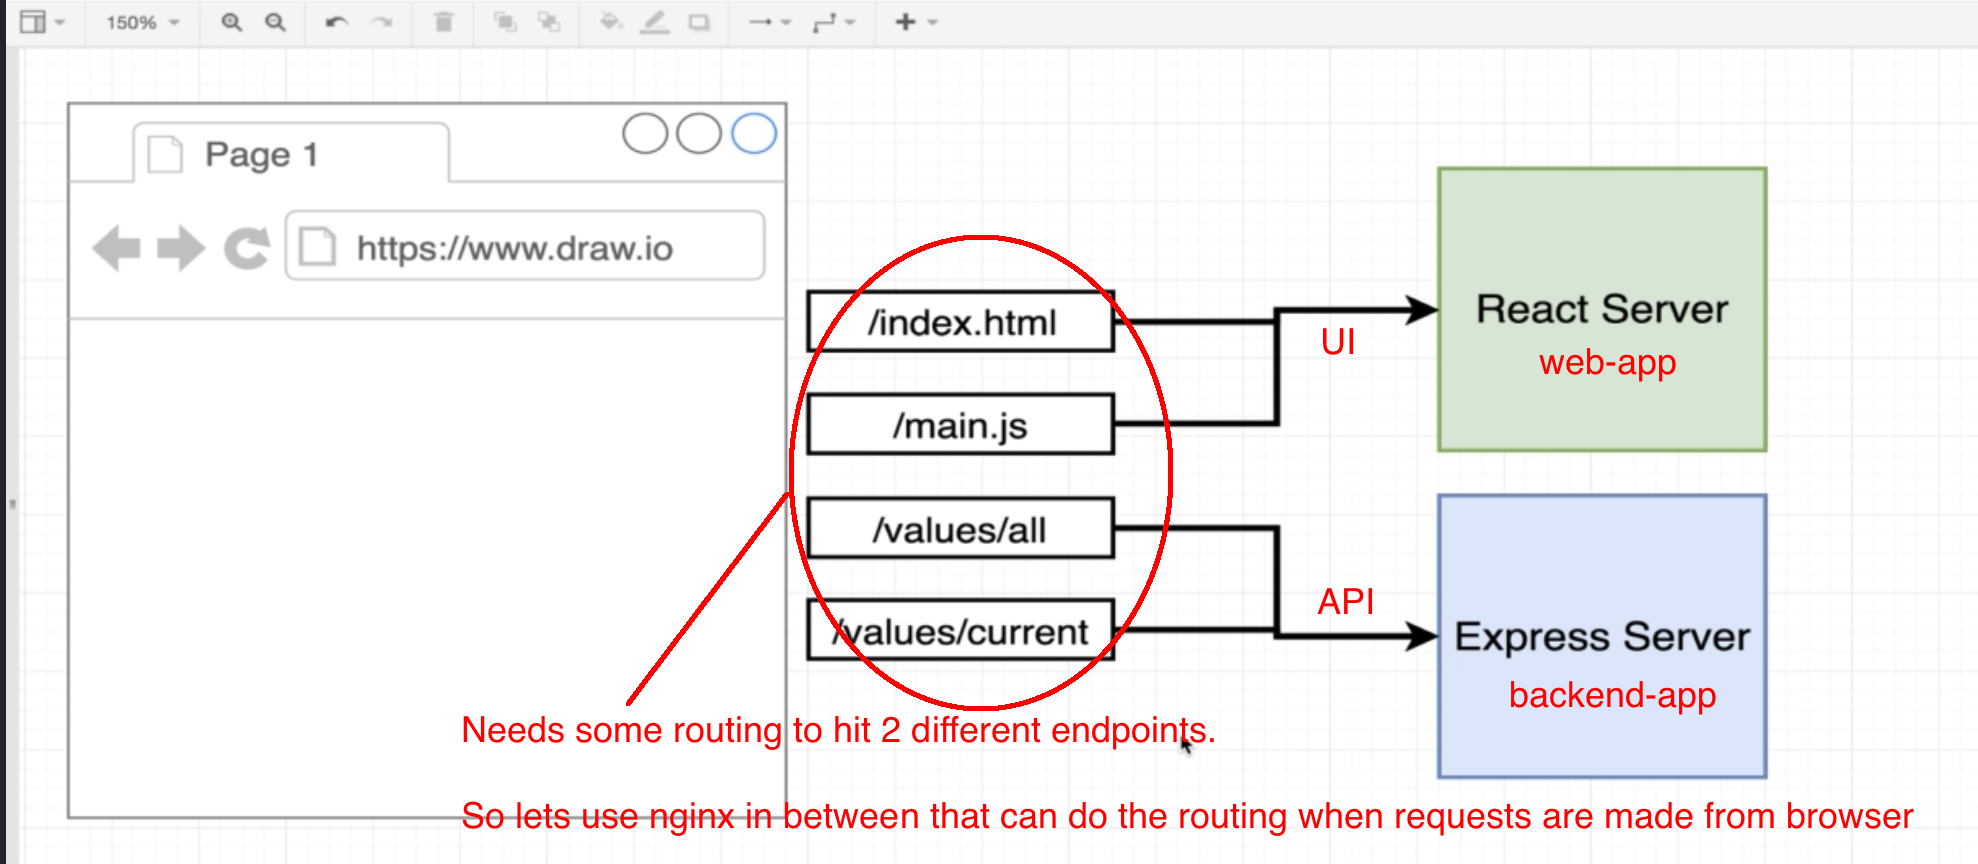 150%
Page 1
https://www.draw.io
/index.html
/main.js
/values/all
/values/current
UI
React Server
web-app
API
Express Server
backend-app
Needs some routing to hit 2 different endpoints.
So lets use nginx in between that can do the routing when requests are made from browser